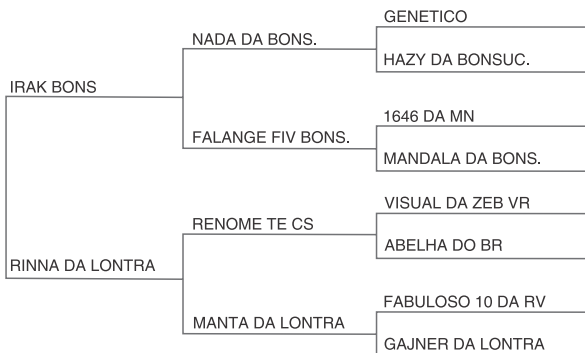 GENETICO
NADA DA BONS.
HAZY DA BONSUC.
IRAK BONS
1646 DA MN
FALANGE FIV BONS.
MANDALA DA BONS.
VISUAL DA ZEB VR
RENOME TE CS
ABELHA DO BR
RINNA DA LONTRA
FABULOSO 10 DA RV
MANTA DA LONTRA
GAJNER DA LONTRA